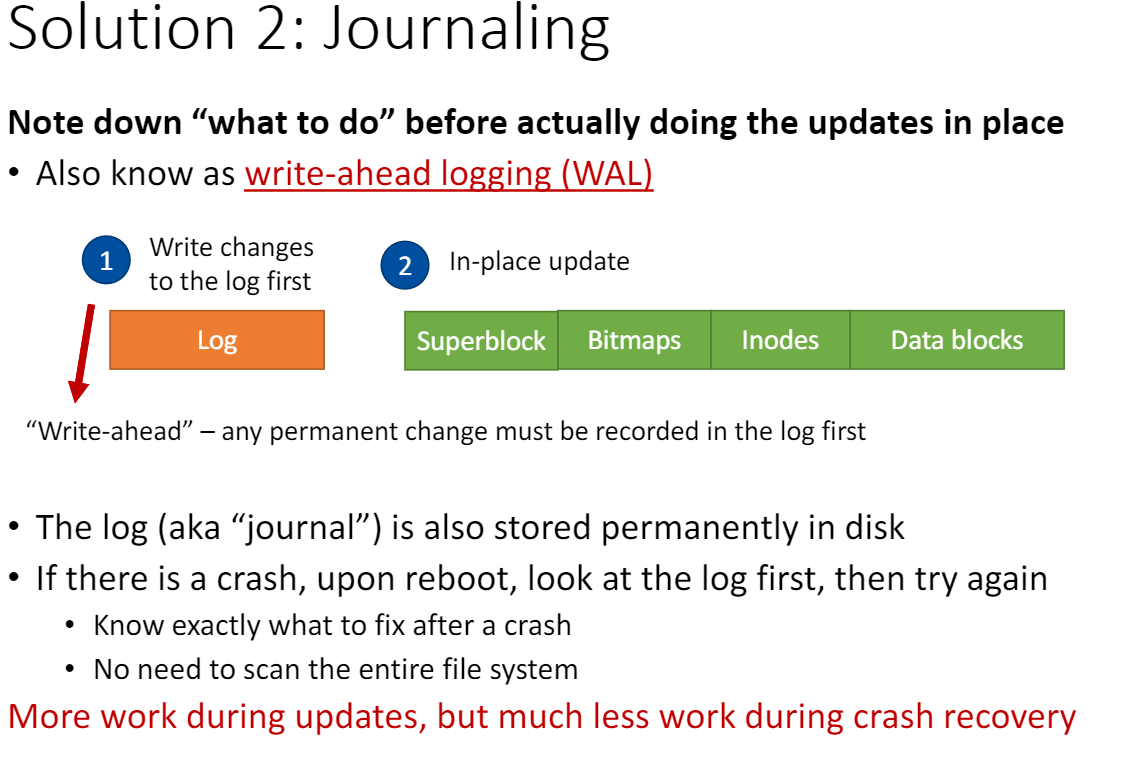 Solution 2: Journaling
Note down “what to do” before actually doing the updates in place
• Also know as write-ahead logging (WAL)
1 Write changes
to the log first
2 In-place update
Log
Superblock Bitmaps Inodes Data blocks
“Write-ahead” – any permanent change must be recorded in the log first
• The log (aka “journal”) is also stored permanently in disk
• If there is a crash, upon reboot, look at the log first, then try again
• Know exactly what to fix after a crash
• No need to scan the entire file system
More work during updates, but much less work during crash recovery